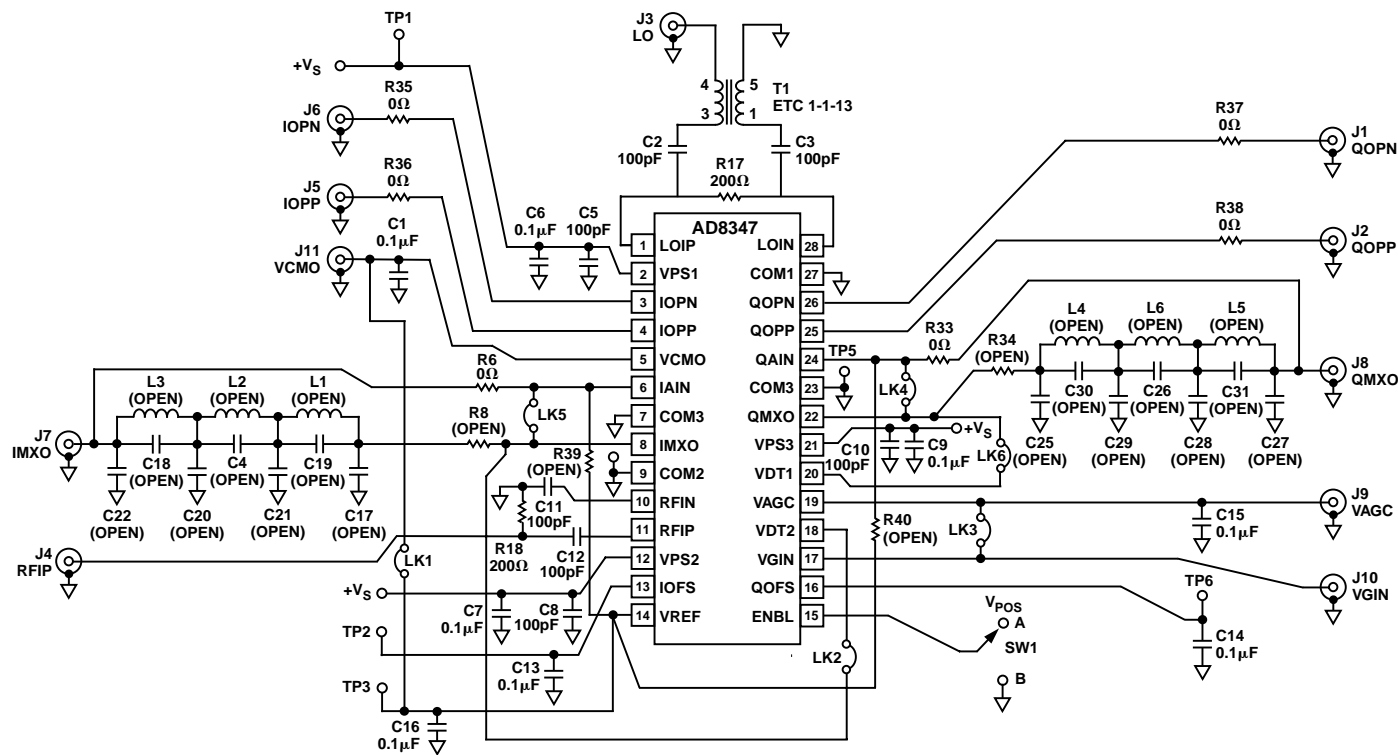 TP1
+VS
J3
LO
4
3
5
1
T1
ETC 1-1-13
R35
0Ω
J6
IOPN
C2
100pF
C3
100pF
R17
200Ω
R37
0Ω
J1
QOPN
R36
0Ω
J5
IOPP
R38
0Ω
J2
QOPP
C1
0.1µF
C6
0.1µF
C5
100pF
J11
VCMO
AD8347
1 LOIP
2 VPS1
3 IOPN
4 IOPP
5 VCMO
6 IAIN
7 COM3
8 IMXO
9 COM2
10 RFIN
11 RFIP
12 VPS2
13 IOFS
14 VREF
LOIN 28
COM1 27
QOPN 26
QOPP 25
QAIN 24
COM3 23
QMXO 22
VPS3 21
VDT1 20
VAGC 19
VDT2 18
VGIN 17
QOFS 16
ENBL 15
R6
0Ω
L3
(OPEN)
L2
(OPEN)
L1
(OPEN)
R8
(OPEN)
LK5
J7
IMXO
C18
(OPEN)
C4
(OPEN)
C19
(OPEN)
C22
(OPEN)
C20
(OPEN)
C21
(OPEN)
C17
(OPEN)
R39
(OPEN)
C11
100pF
R18
200Ω
C12
100pF
J4
RFIP
LK1
+VS
C7
0.1µF
C8
100pF
TP2
C13
0.1µF
TP3
C16
0.1µF
TP5
R33
0Ω
LK4
R34
(OPEN)
L4
(OPEN)
L6
(OPEN)
L5
(OPEN)
C30
(OPEN)
C26
(OPEN)
C31
(OPEN)
C25
(OPEN)
C29
(OPEN)
C28
(OPEN)
C27
(OPEN)
J8
QMXO
+VS
C10
100pF
C9
0.1µF
LK6
J9
VAGC
C15
0.1µF
LK3
R40
(OPEN)
J10
VGIN
TP6
C14
0.1µF
VPOS
A
SW1
B
LK2